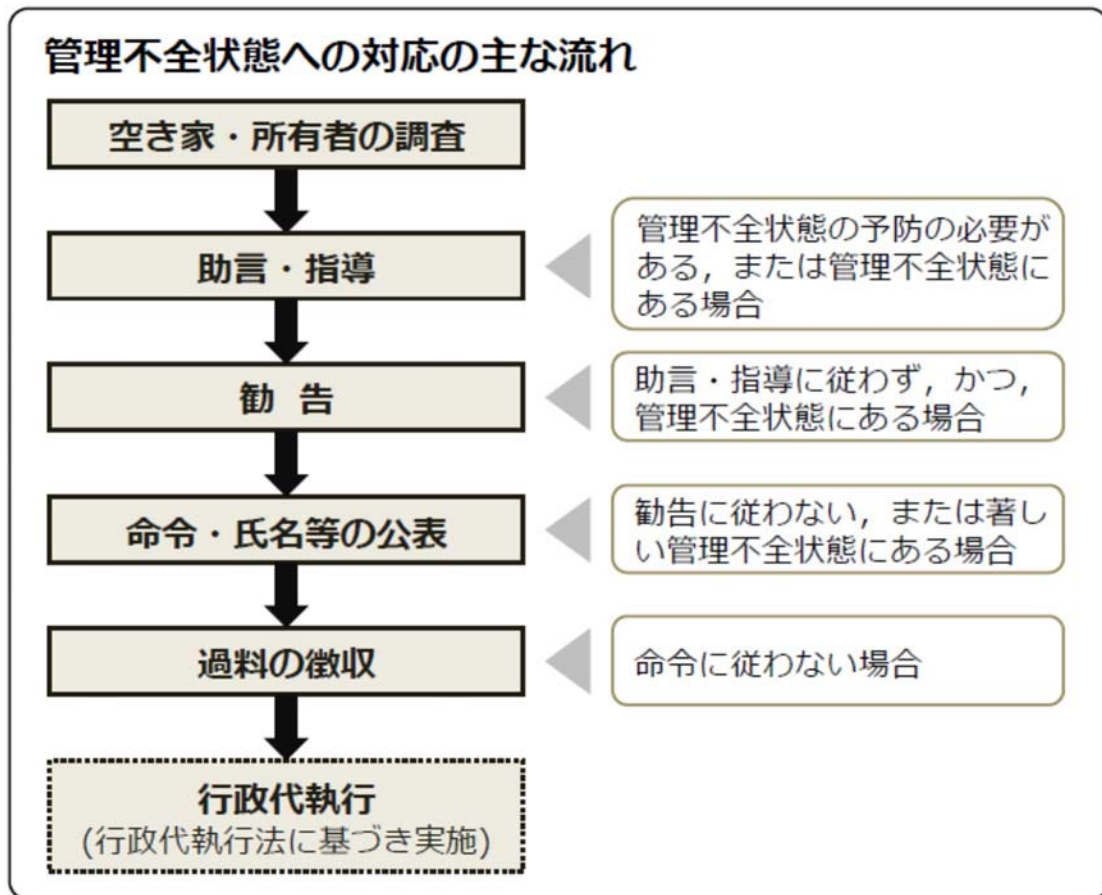 管理不全状態への対応の主な流れ
空き家・所有者の調査
助言・指導
管理不全状態の予防の必要が
ある，または管理不全状態に
ある場合
勧 告
助言・指導に従わず，かつ，
管理不全状態にある場合
命令・氏名等の公表
勧告に従わない，または著し
い管理不全状態にある場合
過料の徴収
命令に従わない場合
行政代執行
(行政代執行法に基づき実施)